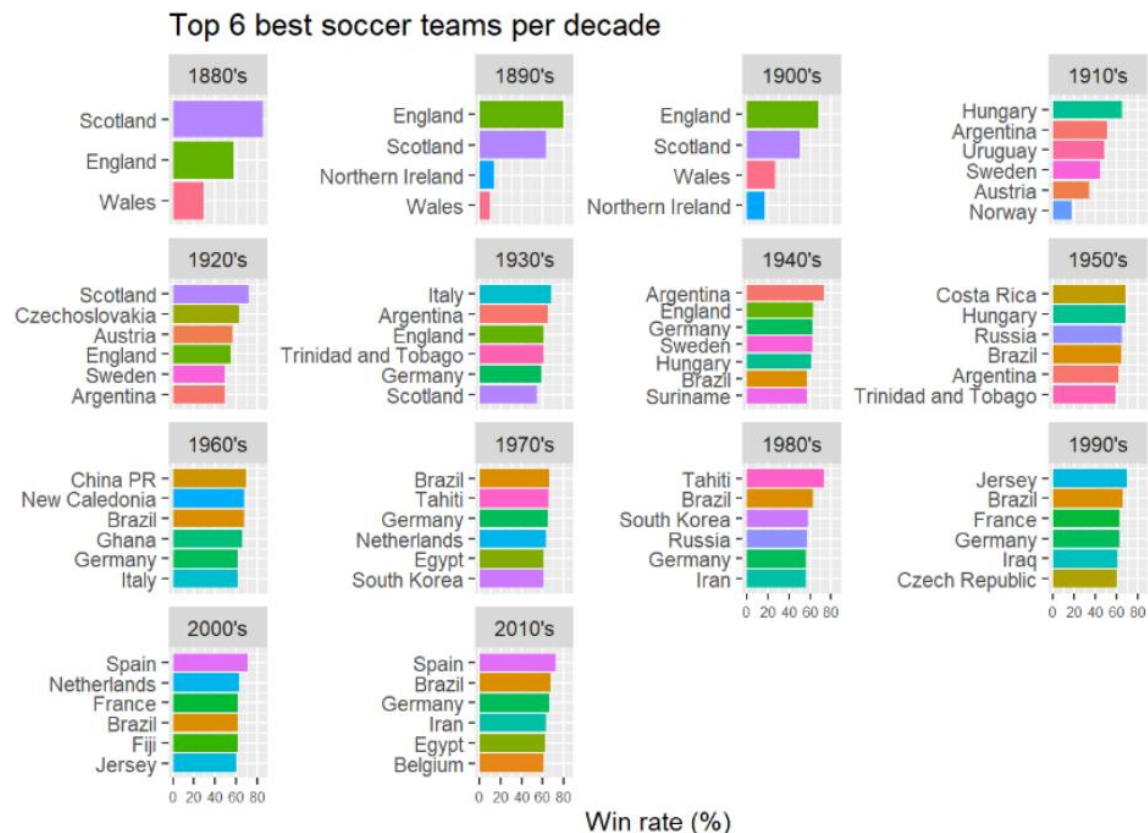 Top 6 best soccer teams per decade
1880's
Scotland
England
Wales
1890's
England
Scotland
Northern Ireland
Wales
1900's
England
Scotland
Wales
Northern Ireland
1910's
Hungary
Argentina
Uruguay
Sweden
Austria
Norway
1920's
Scotland
Czechoslovakia
Austria
England
Sweden
Argentina
1930's
Italy
Argentina
England
Trinidad and Tobago
Germany
Scotland
1940's
Argentina
England
Germany
Sweden
Hungary
Brazil
Suriname
1950's
Costa Rica
Hungary
Russia
Brazil
Argentina
Trinidad and Tobago
1960's
China PR
New Caledonia
Brazil
Ghana
Germany
Italy
1970's
Brazil
Tahiti
Germany
Netherlands
Egypt
South Korea
1980's
Tahiti
Brazil
South Korea
Russia
Germany
Iran
0 20 40 60 80
1990's
Jersey
Brazil
France
Germany
Iraq
Czech Republic
0 20 40 60 80
2000's
Spain
Netherlands
France
Brazil
Fiji
Jersey
0 20 40 60 80
2010's
Spain
Brazil
Germany
Iran
Egypt
Belgium
0 20 40 60 80
Win rate (%)